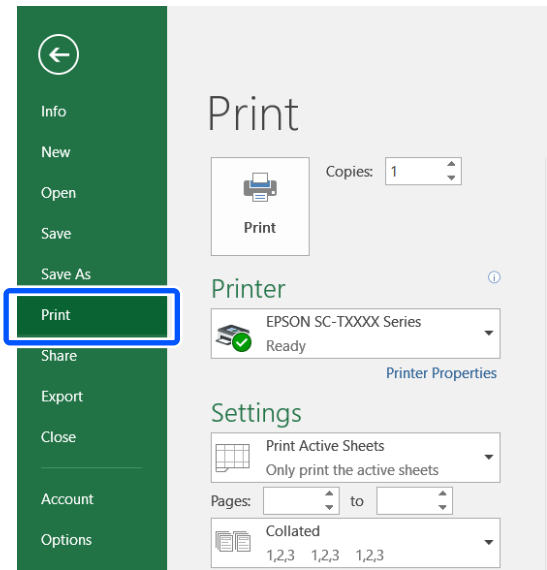 Info
New
Open
Save
Save As
Print
Share
Export
Close
Account
Options
Print
Copies: 1
Print
Printer
EPSON SC-TXXXX Series
Ready
Printer Properties
Settings
Print Active Sheets
Only print the active sheets
Pages: to
Collated
1,2,3 1,2,3 1,2,3